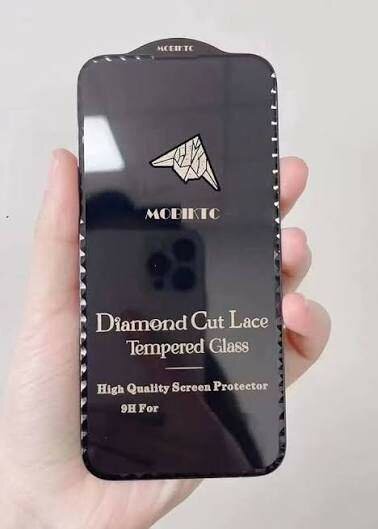 MOBIKTC
MOBIKTC
Diamond Cut Lace
Tempered Glass
High Quality Screen Protector
9H For